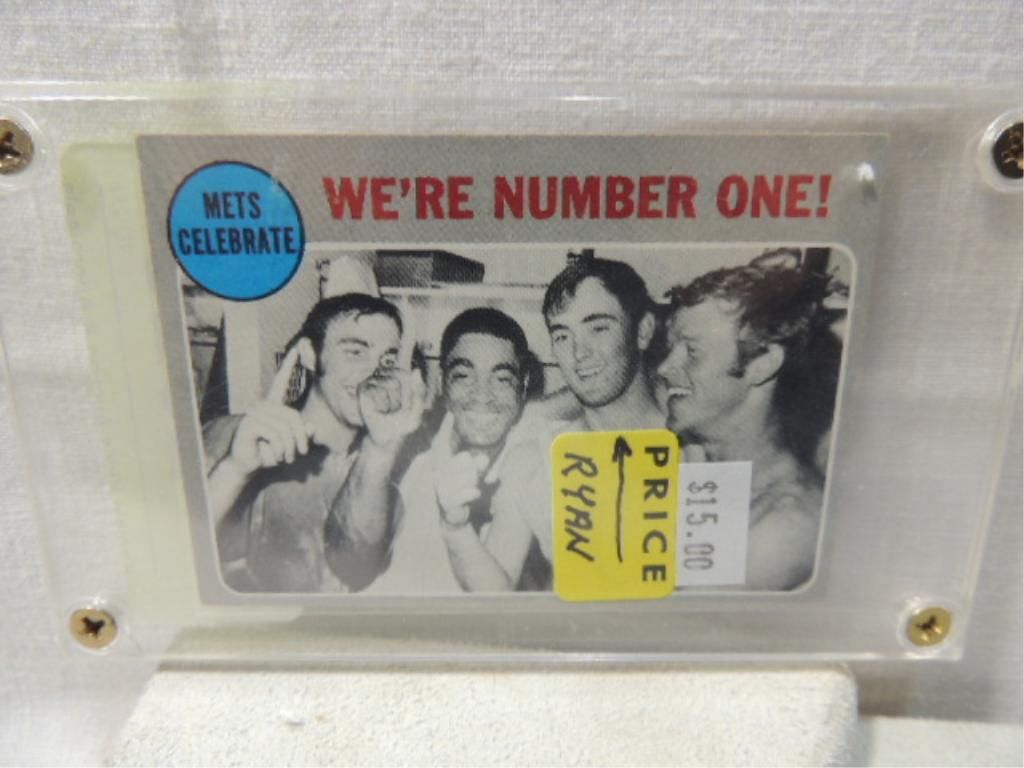 METS
CELEBRATE
WE'RE NUMBER ONE!
PRICE
RYAN
$15.00